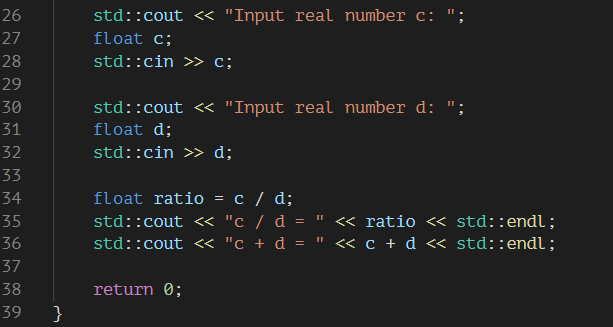 26 std::cout << "Input real number c: ";
27 float c;
28 std::cin >> c;
29
30 std::cout << "Input real number d: ";
31 float d;
32 std::cin >> d;
33
34 float ratio = c / d;
35 std::cout << "c / d = " << ratio << std::endl;
36 std::cout << "c + d = " << c + d << std::endl;
37
38 return 0;
39 }